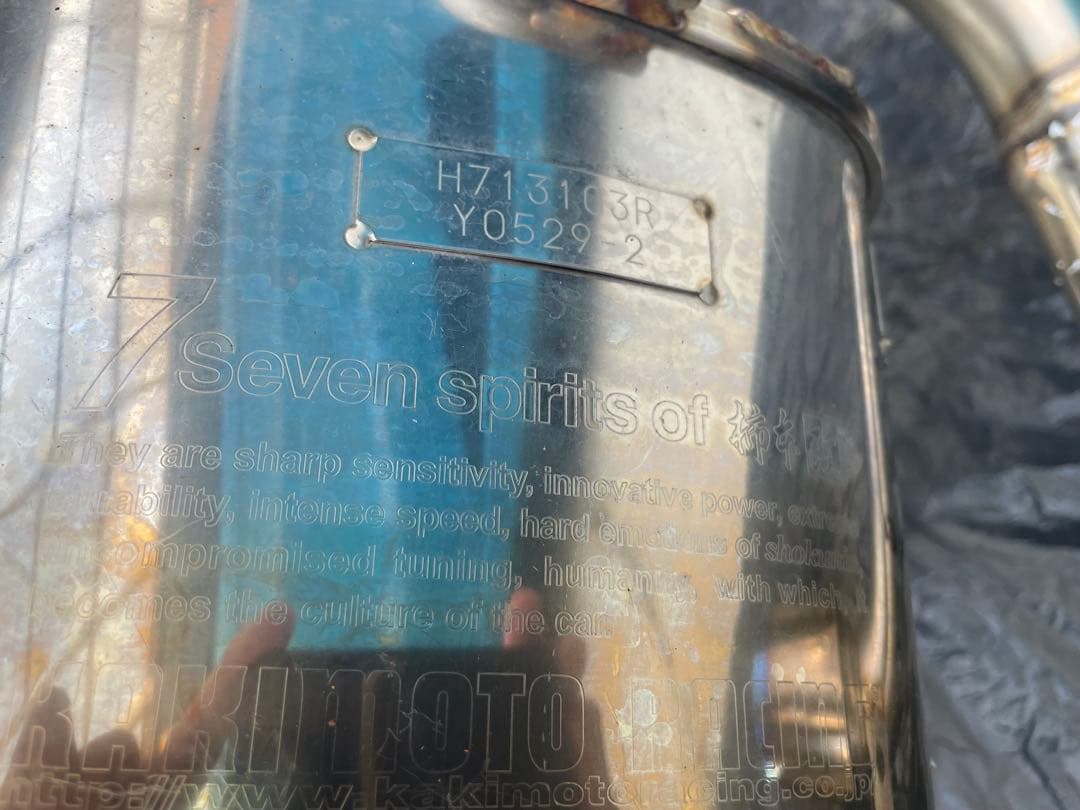 H713103R
Y0529-2
7 Seven spirits of 柿本改
They are sharp sensitivity, innovative power,
stability, intense speed, hard emotions of
compromised tuning, humanity, with which,
becomes the culture of the car.
KAKIMOTO RACING
http://www.kakimotoracing.co.jp